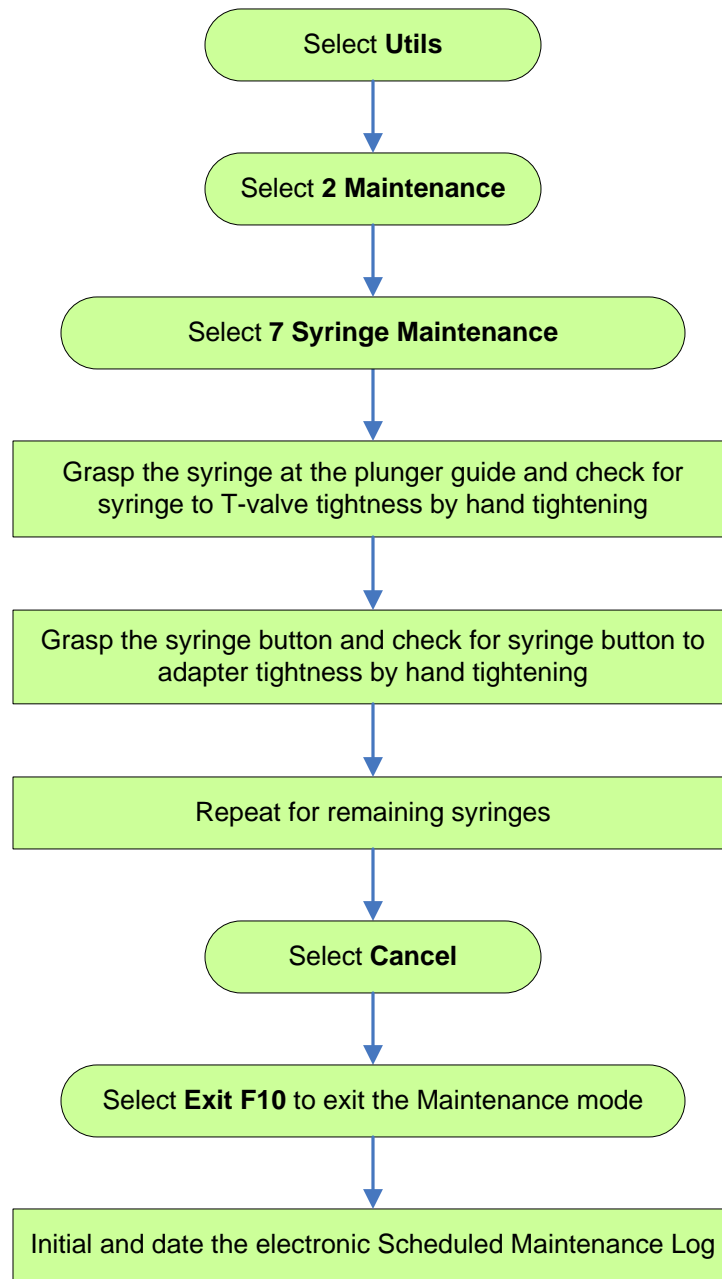 Select Utils
Select 2 Maintenance
Select 7 Syringe Maintenance
Grasp the syringe at the plunger guide and check for
syringe to T-valve tightness by hand tightening
Grasp the syringe button and check for syringe button to
adapter tightness by hand tightening
Repeat for remaining syringes
Select Cancel
Select Exit F10 to exit the Maintenance mode
Initial and date the electronic Scheduled Maintenance Log